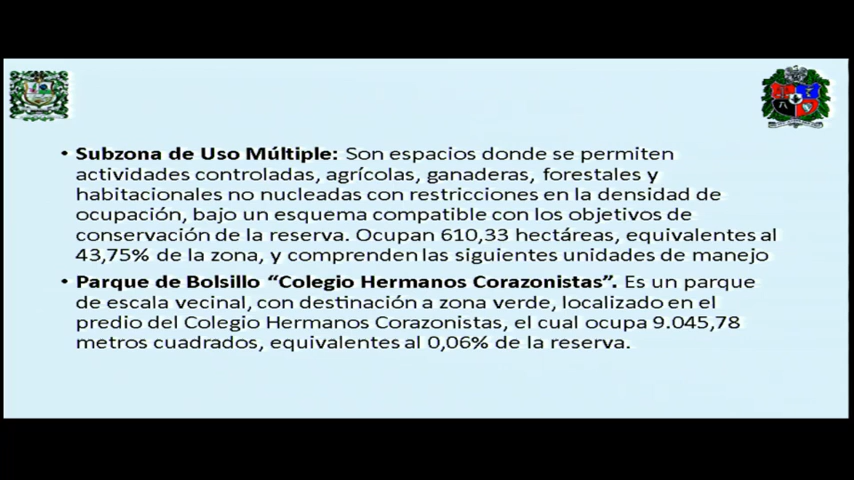 • Subzona de Uso Múltiple: Son espacios donde se permiten
actividades controladas, agrícolas, ganaderas, forestales y
habitacionales no nucleadas con restricciones en la densidad de
ocupación, bajo un esquema compatible con los objetivos de
conservación de la reserva. Ocupan 610,33 hectáreas, equivalentes al
43,75% de la zona, y comprenden las siguientes unidades de manejo
• Parque de Bolsillo “Colegio Hermanos Corazonistas”. Es un parque
de escala vecinal, con destinación a zona verde, localizado en el
predio del Colegio Hermanos Corazonistas, el cual ocupa 9.045,78
metros cuadrados, equivalentes al 0,06% de la reserva.